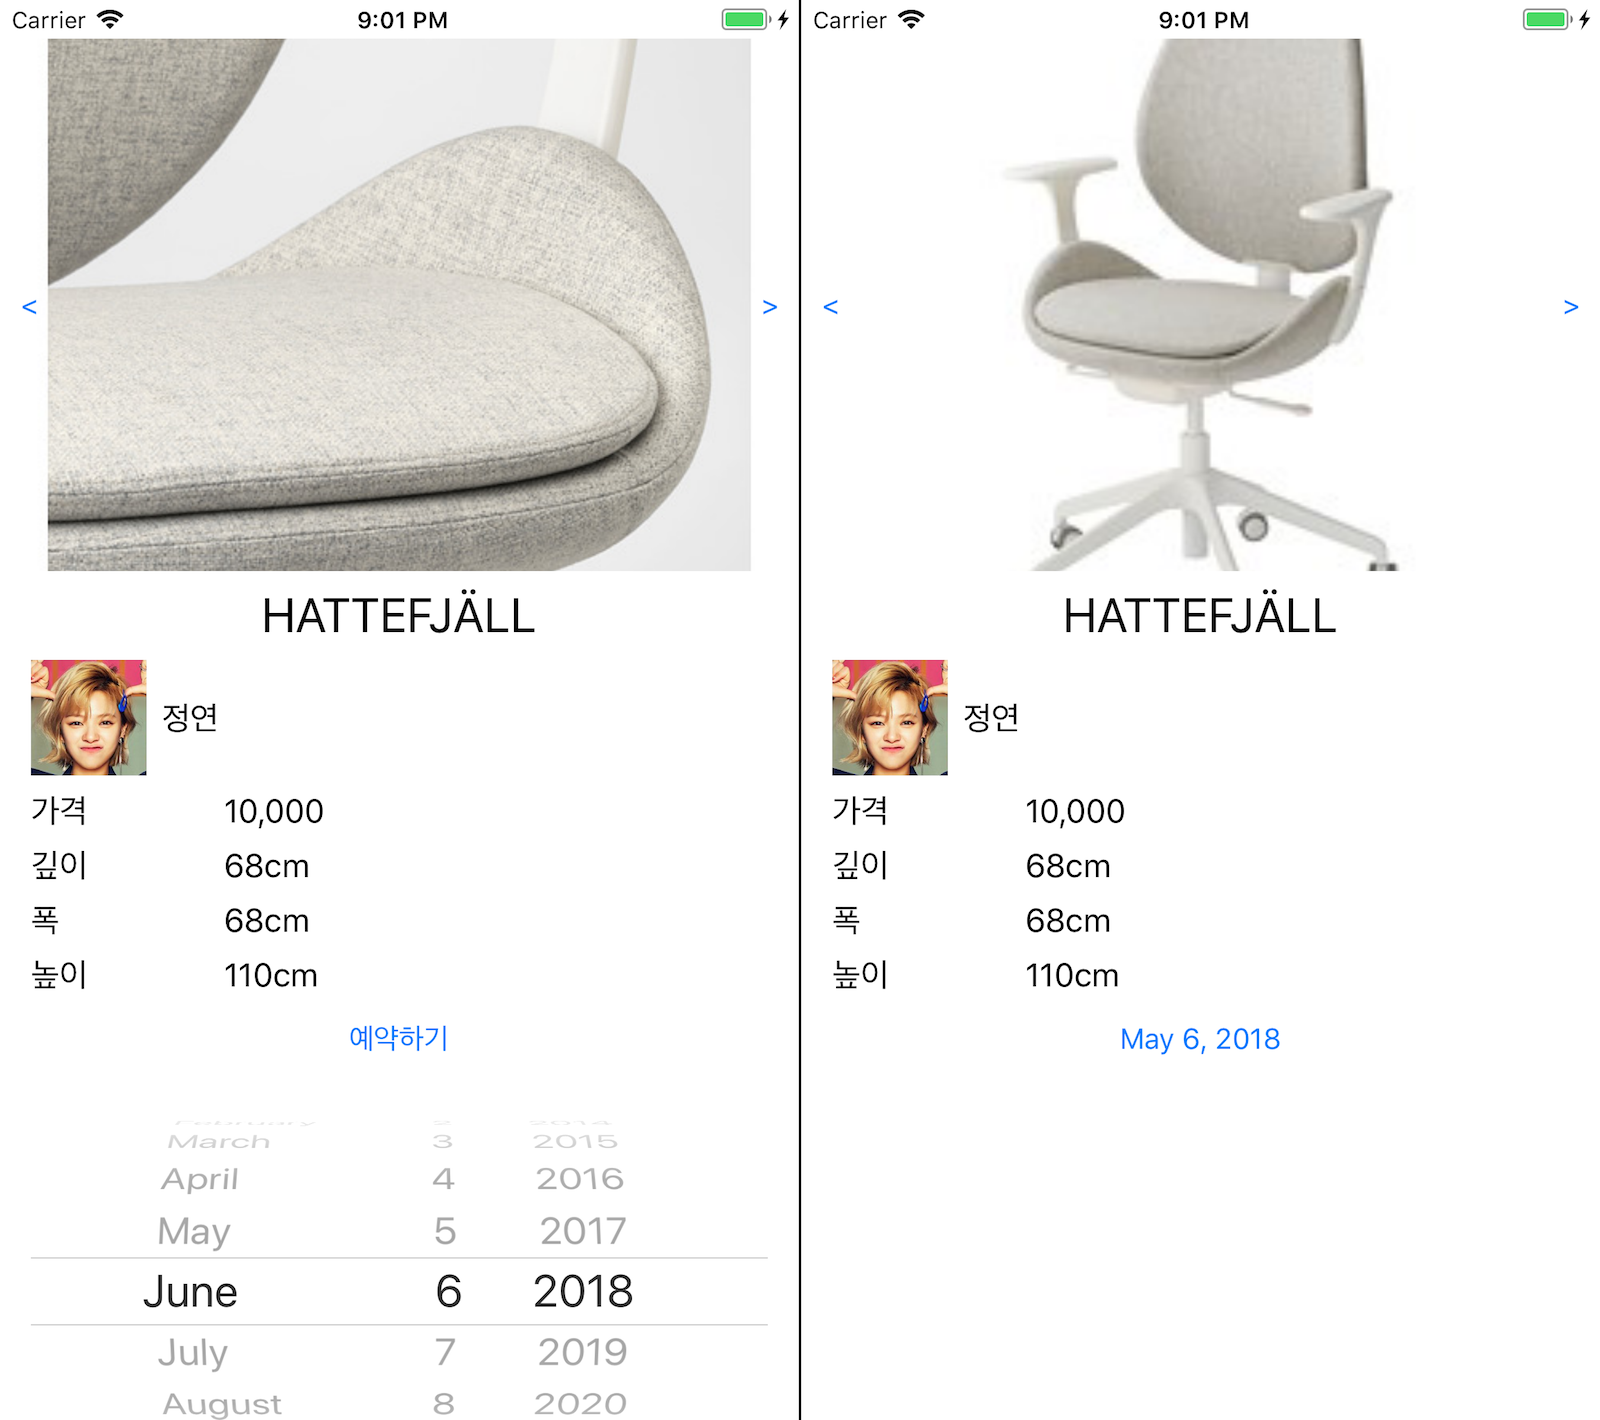 Carrier 9:01 PM
< >
HATTEFJÄLL
정연
가격 10,000
깊이 68cm
폭 68cm
높이 110cm
예약하기
February 2 2014
March 3 2015
April 4 2016
May 5 2017
June 6 2018
July 7 2019
August 8 2020
Carrier 9:01 PM
< >
HATTEFJÄLL
정연
가격 10,000
깊이 68cm
폭 68cm
높이 110cm
May 6, 2018